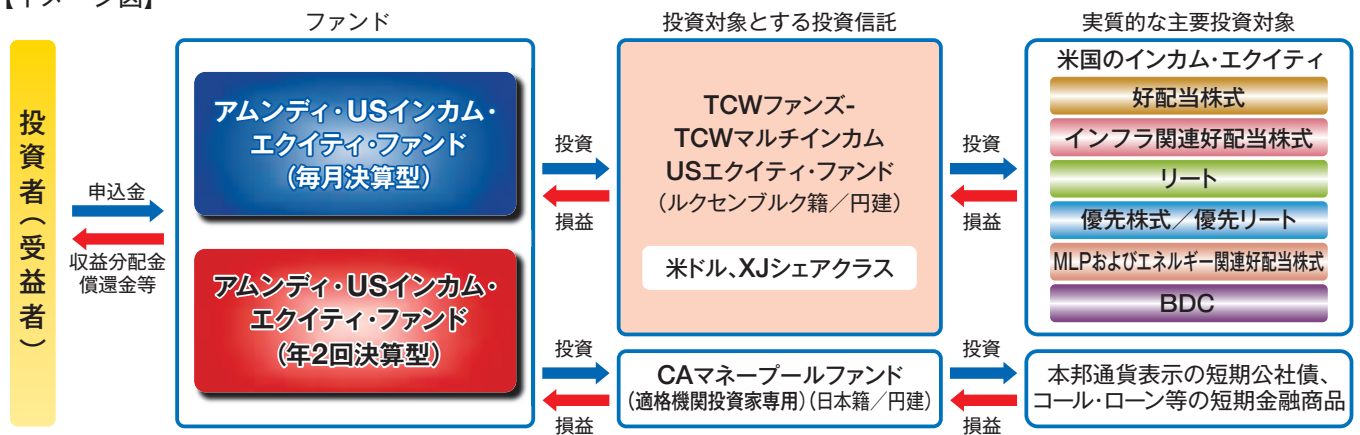 【イメージ図】
ファンド
投資対象とする投資信託
実質的な主要投資対象
投資者(受益者)
申込金
収益分配金
償還金等
アムンディ・USインカム・
エクイティ・ファンド
(毎月決算型)
アムンディ・USインカム・
エクイティ・ファンド
(年2回決算型)
投資
損益
投資
損益
TCWファンズ-
TCWマルチインカム
USエクイティ・ファンド
(ルクセンブルク籍/円建)
米ドル、XJシェアクラス
CAマネープールファンド
(適格機関投資家専用)(日本籍/円建)
投資
損益
投資
損益
米国のインカム・エクイティ
好配当株式
インフラ関連好配当株式
リート
優先株式/優先リート
MLPおよびエネルギー関連好配当株式
BDC
本邦通貨表示の短期公社債、
コール・ローン等の短期金融商品